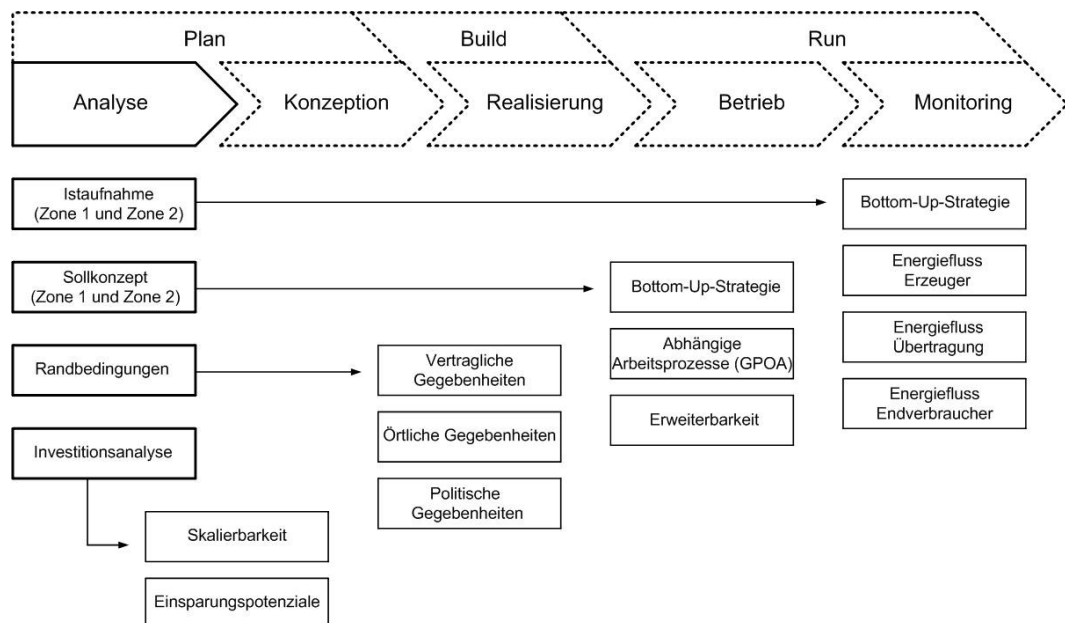 Plan
Build
Run
Analyse
Konzeption
Realisierung
Betrieb
Monitoring
Istaufnahme
(Zone 1 und Zone 2)
Bottom-Up-Strategie
Energiefluss
Erzeuger
Energiefluss
Übertragung
Energiefluss
Endverbraucher
Sollkonzept
(Zone 1 und Zone 2)
Bottom-Up-Strategie
Abhängige
Arbeitsprozesse (GPOA)
Erweiterbarkeit
Randbedingungen
Vertragliche
Gegebenheiten
Örtliche Gegebenheiten
Politische
Gegebenheiten
Investitionsanalyse
Skalierbarkeit
Einsparungspotenziale